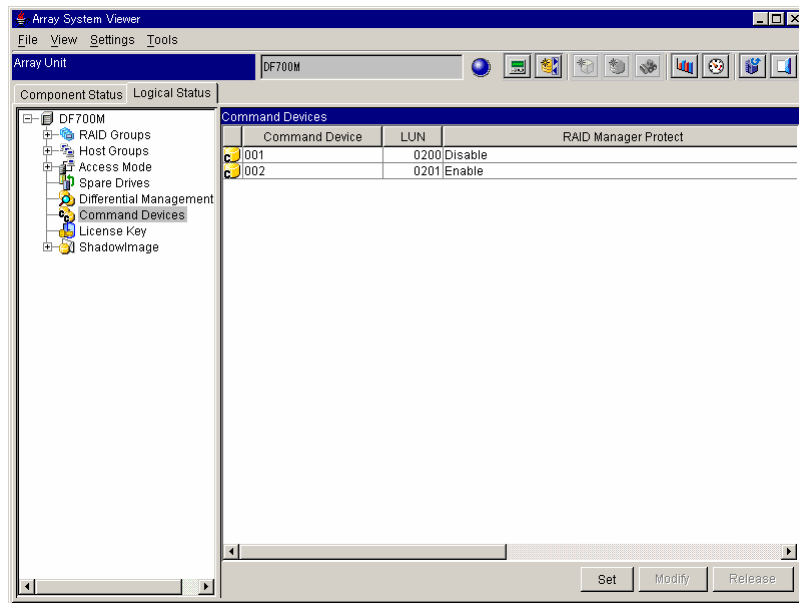 Array System Viewer
File View Settings Tools
Array Unit
DF700M
Component Status Logical Status
DF700M
RAID Groups
Host Groups
Access Mode
Spare Drives
Differential Management
Command Devices
License Key
ShadowImage
Command Devices
Command Device LUN RAID Manager Protect
001 0200 Disable
002 0201 Enable
Set Modify Release